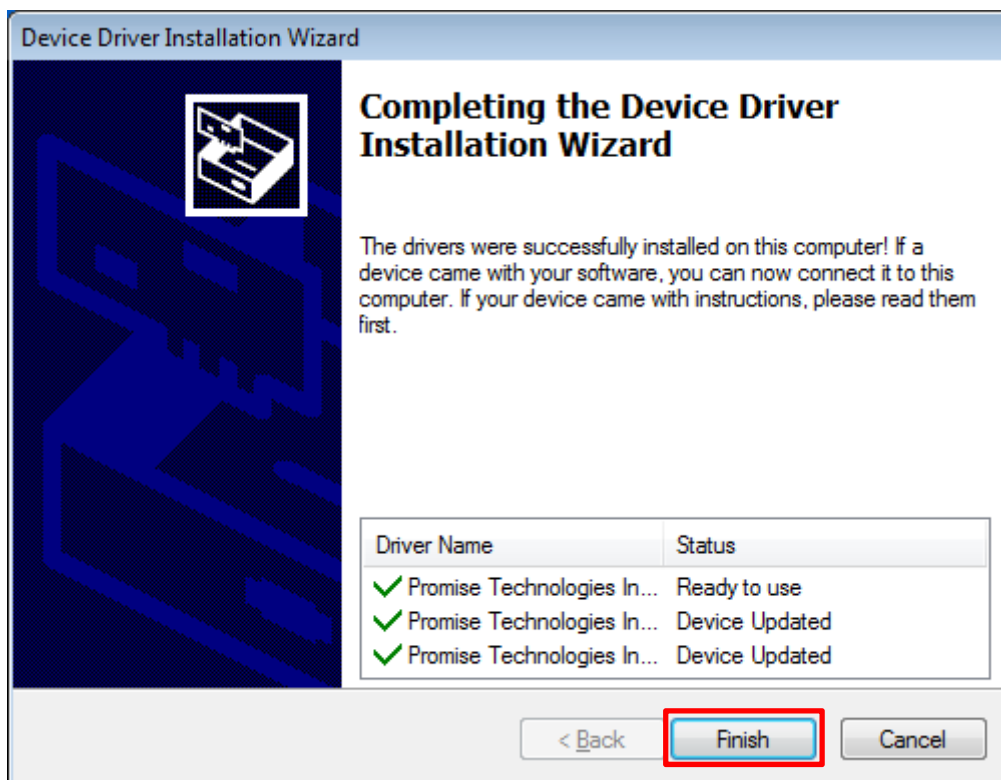 Device Driver Installation Wizard
Completing the Device Driver
Installation Wizard
The drivers were successfully installed on this computer! If a
device came with your software, you can now connect it to this
computer. If your device came with instructions, please read them
first.
Driver Name Status
Promise Technologies In... Ready to use
Promise Technologies In... Device Updated
Promise Technologies In... Device Updated
< Back Finish Cancel